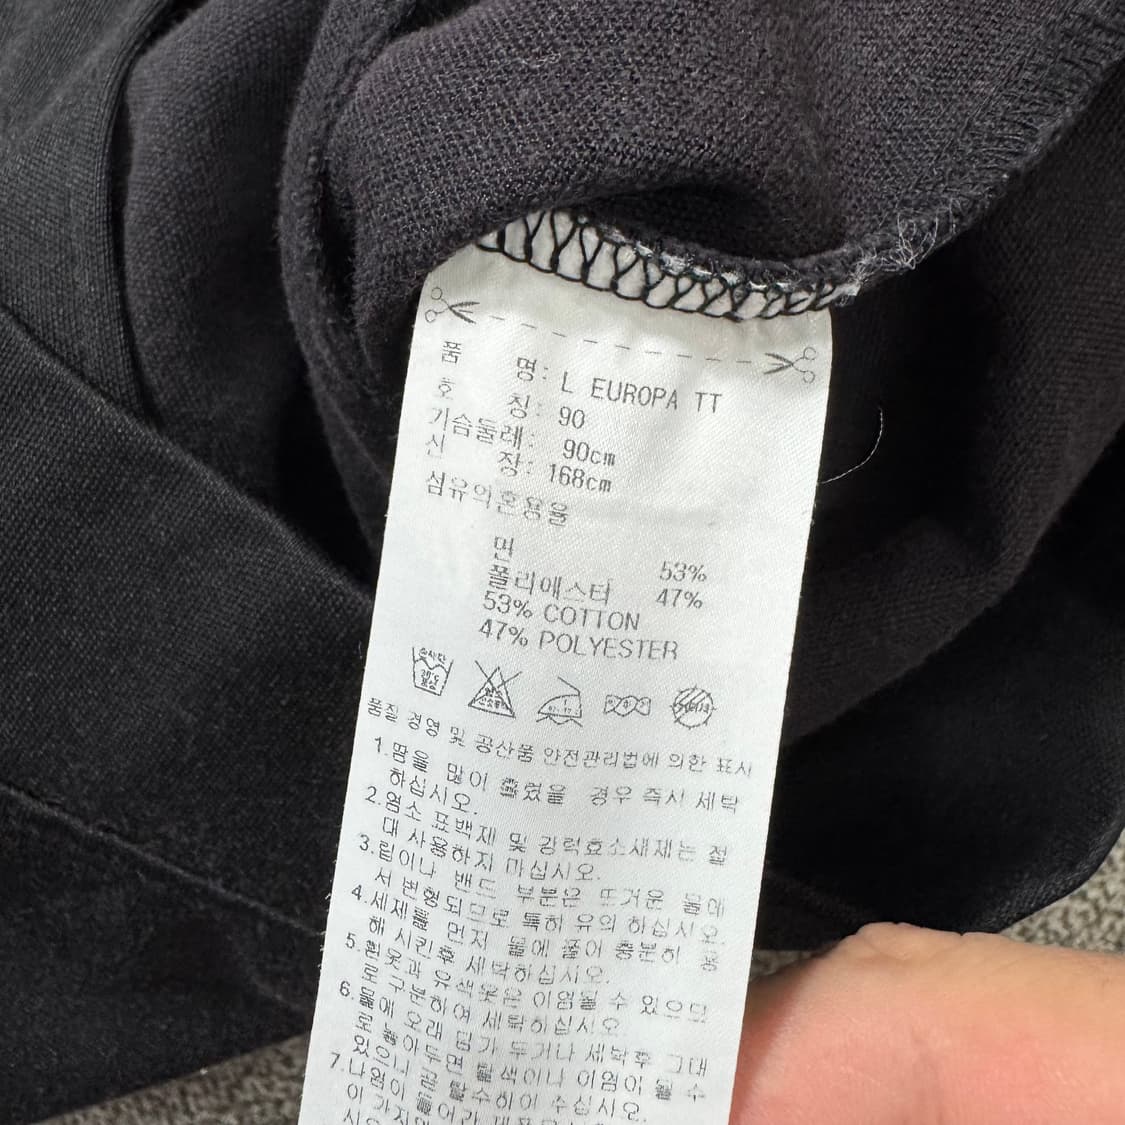 품 명: L EUROPA TT
호 칭: 90
가슴둘레: 90cm
신 장: 168cm
섬유의혼용율
면 53%
폴리에스터 47%
53% COTTON
47% POLYESTER
품질 경영 및 공산품 안전관리법에 의한 표시
1.땀을 많이 흘렸을 경우 즉시 세탁
하십시오.
2.염소 표백제 및 강력효소세제는 절
대 사용하지 마십시오.
3.립이나 밴드 부분은 뜨거운 물에
서 변형되므로 특히 유의 하십시오.
4.세제를 먼저 물에 풀어 충분히 용
해 시킨후 세탁하십시오.
5.흰옷과 유색옷은 이염될 수 있으므
로 구분하여 세탁하십시오.
6.물에 오래 담가 두거나 세탁후 그대
로 놓아두면 탈색이나 이염이 될 수
있으니 탈수하여 주십시오.
7.나염이
이